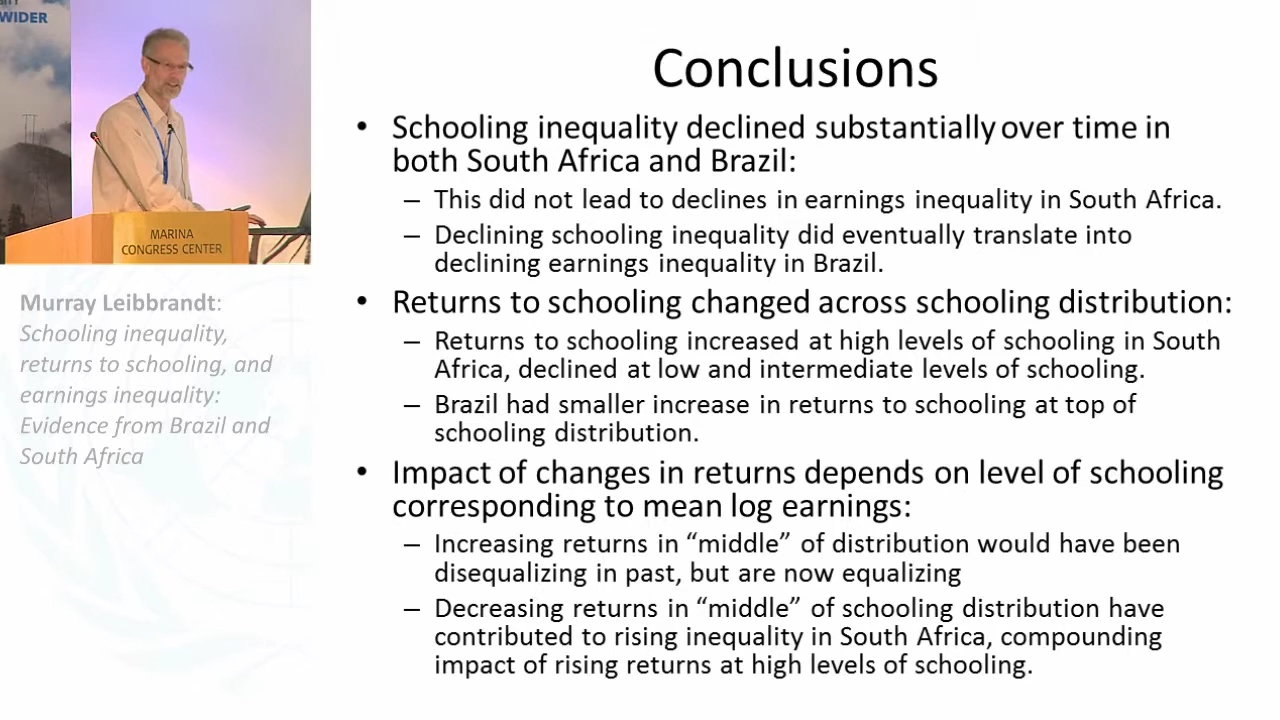 WIDER
MARINA
CONGRESS CENTER
Murray Leibbrandt:
Schooling inequality,
returns to schooling, and
earnings inequality:
Evidence from Brazil and
South Africa
Conclusions
• Schooling inequality declined substantially over time in
both South Africa and Brazil:
– This did not lead to declines in earnings inequality in South Africa.
– Declining schooling inequality did eventually translate into
declining earnings inequality in Brazil.
• Returns to schooling changed across schooling distribution:
– Returns to schooling increased at high levels of schooling in South
Africa, declined at low and intermediate levels of schooling.
– Brazil had smaller increase in returns to schooling at top of
schooling distribution.
• Impact of changes in returns depends on level of schooling
corresponding to mean log earnings:
– Increasing returns in “middle” of distribution would have been
disequalizing in past, but are now equalizing
– Decreasing returns in “middle” of schooling distribution have
contributed to rising inequality in South Africa, compounding
impact of rising returns at high levels of schooling.